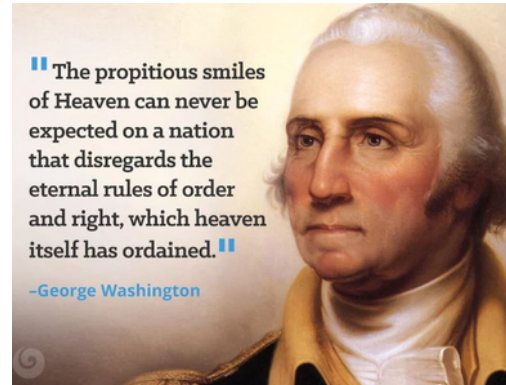 "The propitious smiles
of Heaven can never be
expected on a nation
that disregards the
eternal rules of order
and right, which heaven
itself has ordained."
–George Washington